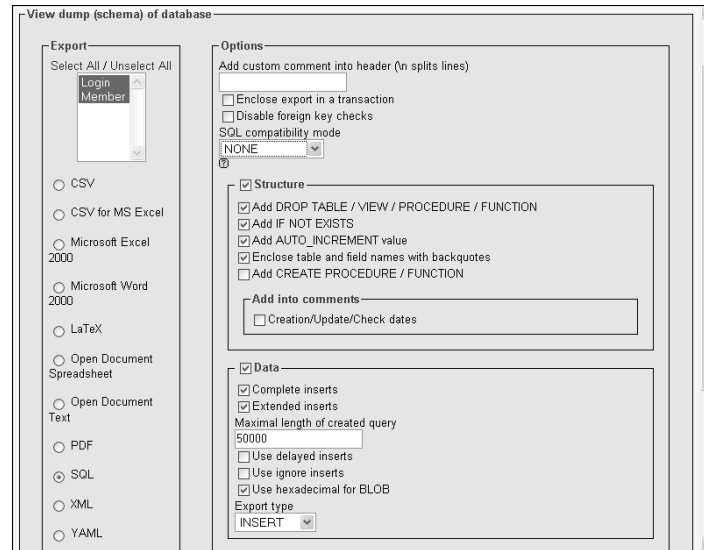 View dump (schema) of database
Export
Select All / Unselect All
Login
Member
CSV
CSV for MS Excel
Microsoft Excel
2000
Microsoft Word
2000
LaTeX
Open Document
Spreadsheet
Open Document
Text
PDF
SQL
XML
YAML
Options
Add custom comment into header (\n splits lines)
Enclose export in a transaction
Disable foreign key checks
SQL compatibility mode
NONE
?
Structure
Add DROP TABLE / VIEW / PROCEDURE / FUNCTION
Add IF NOT EXISTS
Add AUTO_INCREMENT value
Enclose table and field names with backquotes
Add CREATE PROCEDURE / FUNCTION
Add into comments
Creation/Update/Check dates
Data
Complete inserts
Extended inserts
Maximal length of created query
50000
Use delayed inserts
Use ignore inserts
Use hexadecimal for BLOB
Export type
INSERT